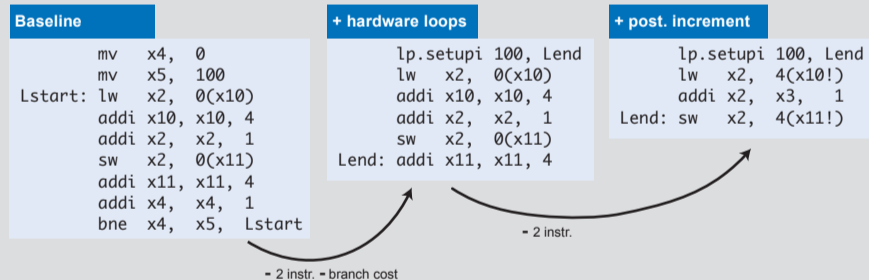 Baseline
mv x4, 0
mv x5, 100
Lstart: lw x2, 0(x10)
addi x10, x10, 4
addi x2, x2, 1
sw x2, 0(x11)
addi x11, x11, 4
addi x4, x4, 1
bne x4, x5, Lstart
- 2 instr. - branch cost
+ hardware loops
lp.setupi 100, Lend
lw x2, 0(x10)
addi x10, x10, 4
addi x2, x2, 1
sw x2, 0(x11)
Lend: addi x11, x11, 4
- 2 instr.
+ post. increment
lp.setupi 100, Lend
lw x2, 4(x10!)
addi x2, x3, 1
Lend: sw x2, 4(x11!)